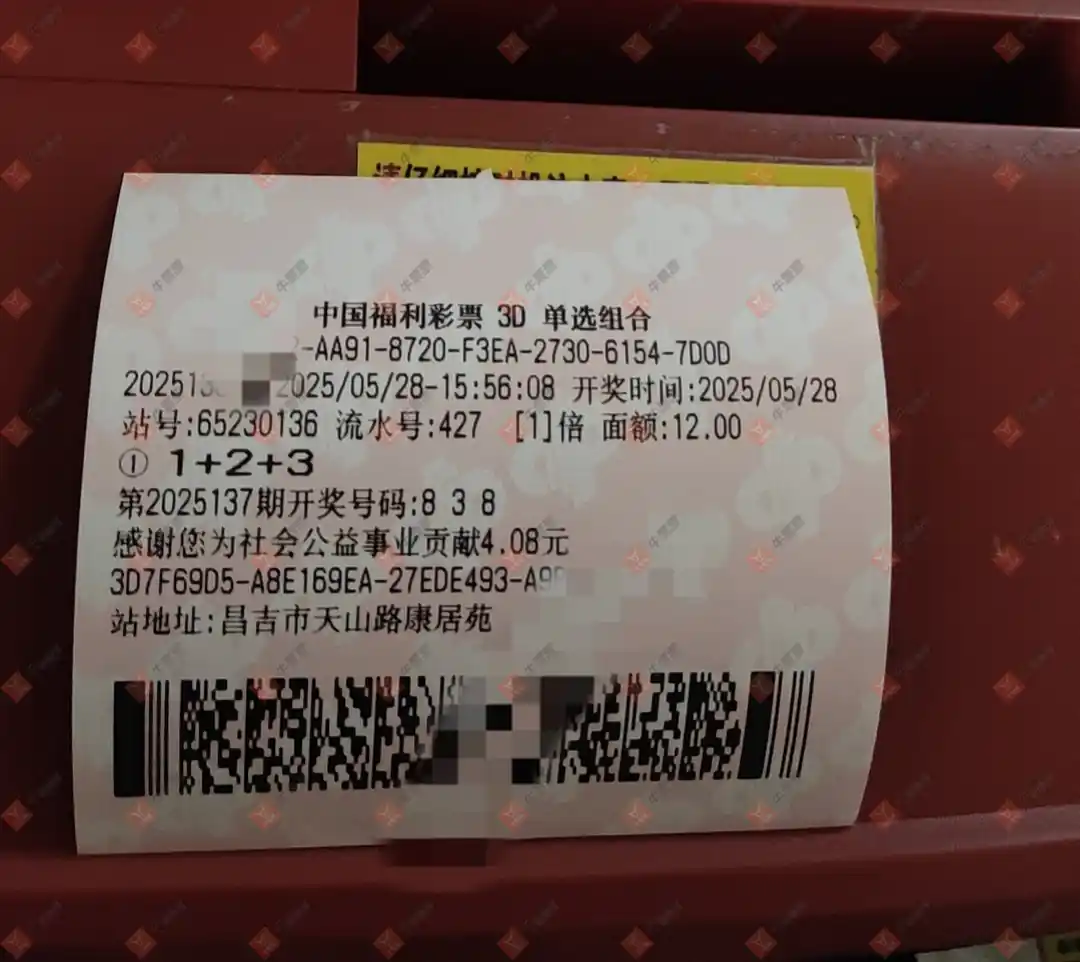 中国福利彩票 3D 单选组合
-AA91-8720-F3EA-2730-6154-7D0D
202513 2025/05/28-15:56:08 开奖时间:2025/05/28
站号:65230136 流水号:427 [1]倍 面额:12.00
① 1+2+3
第2025137期开奖号码:8 3 8
感谢您为社会公益事业贡献4.08元
3D7F69D5-A8E169EA-27EDE493-A9
站地址:昌吉市天山路康居苑